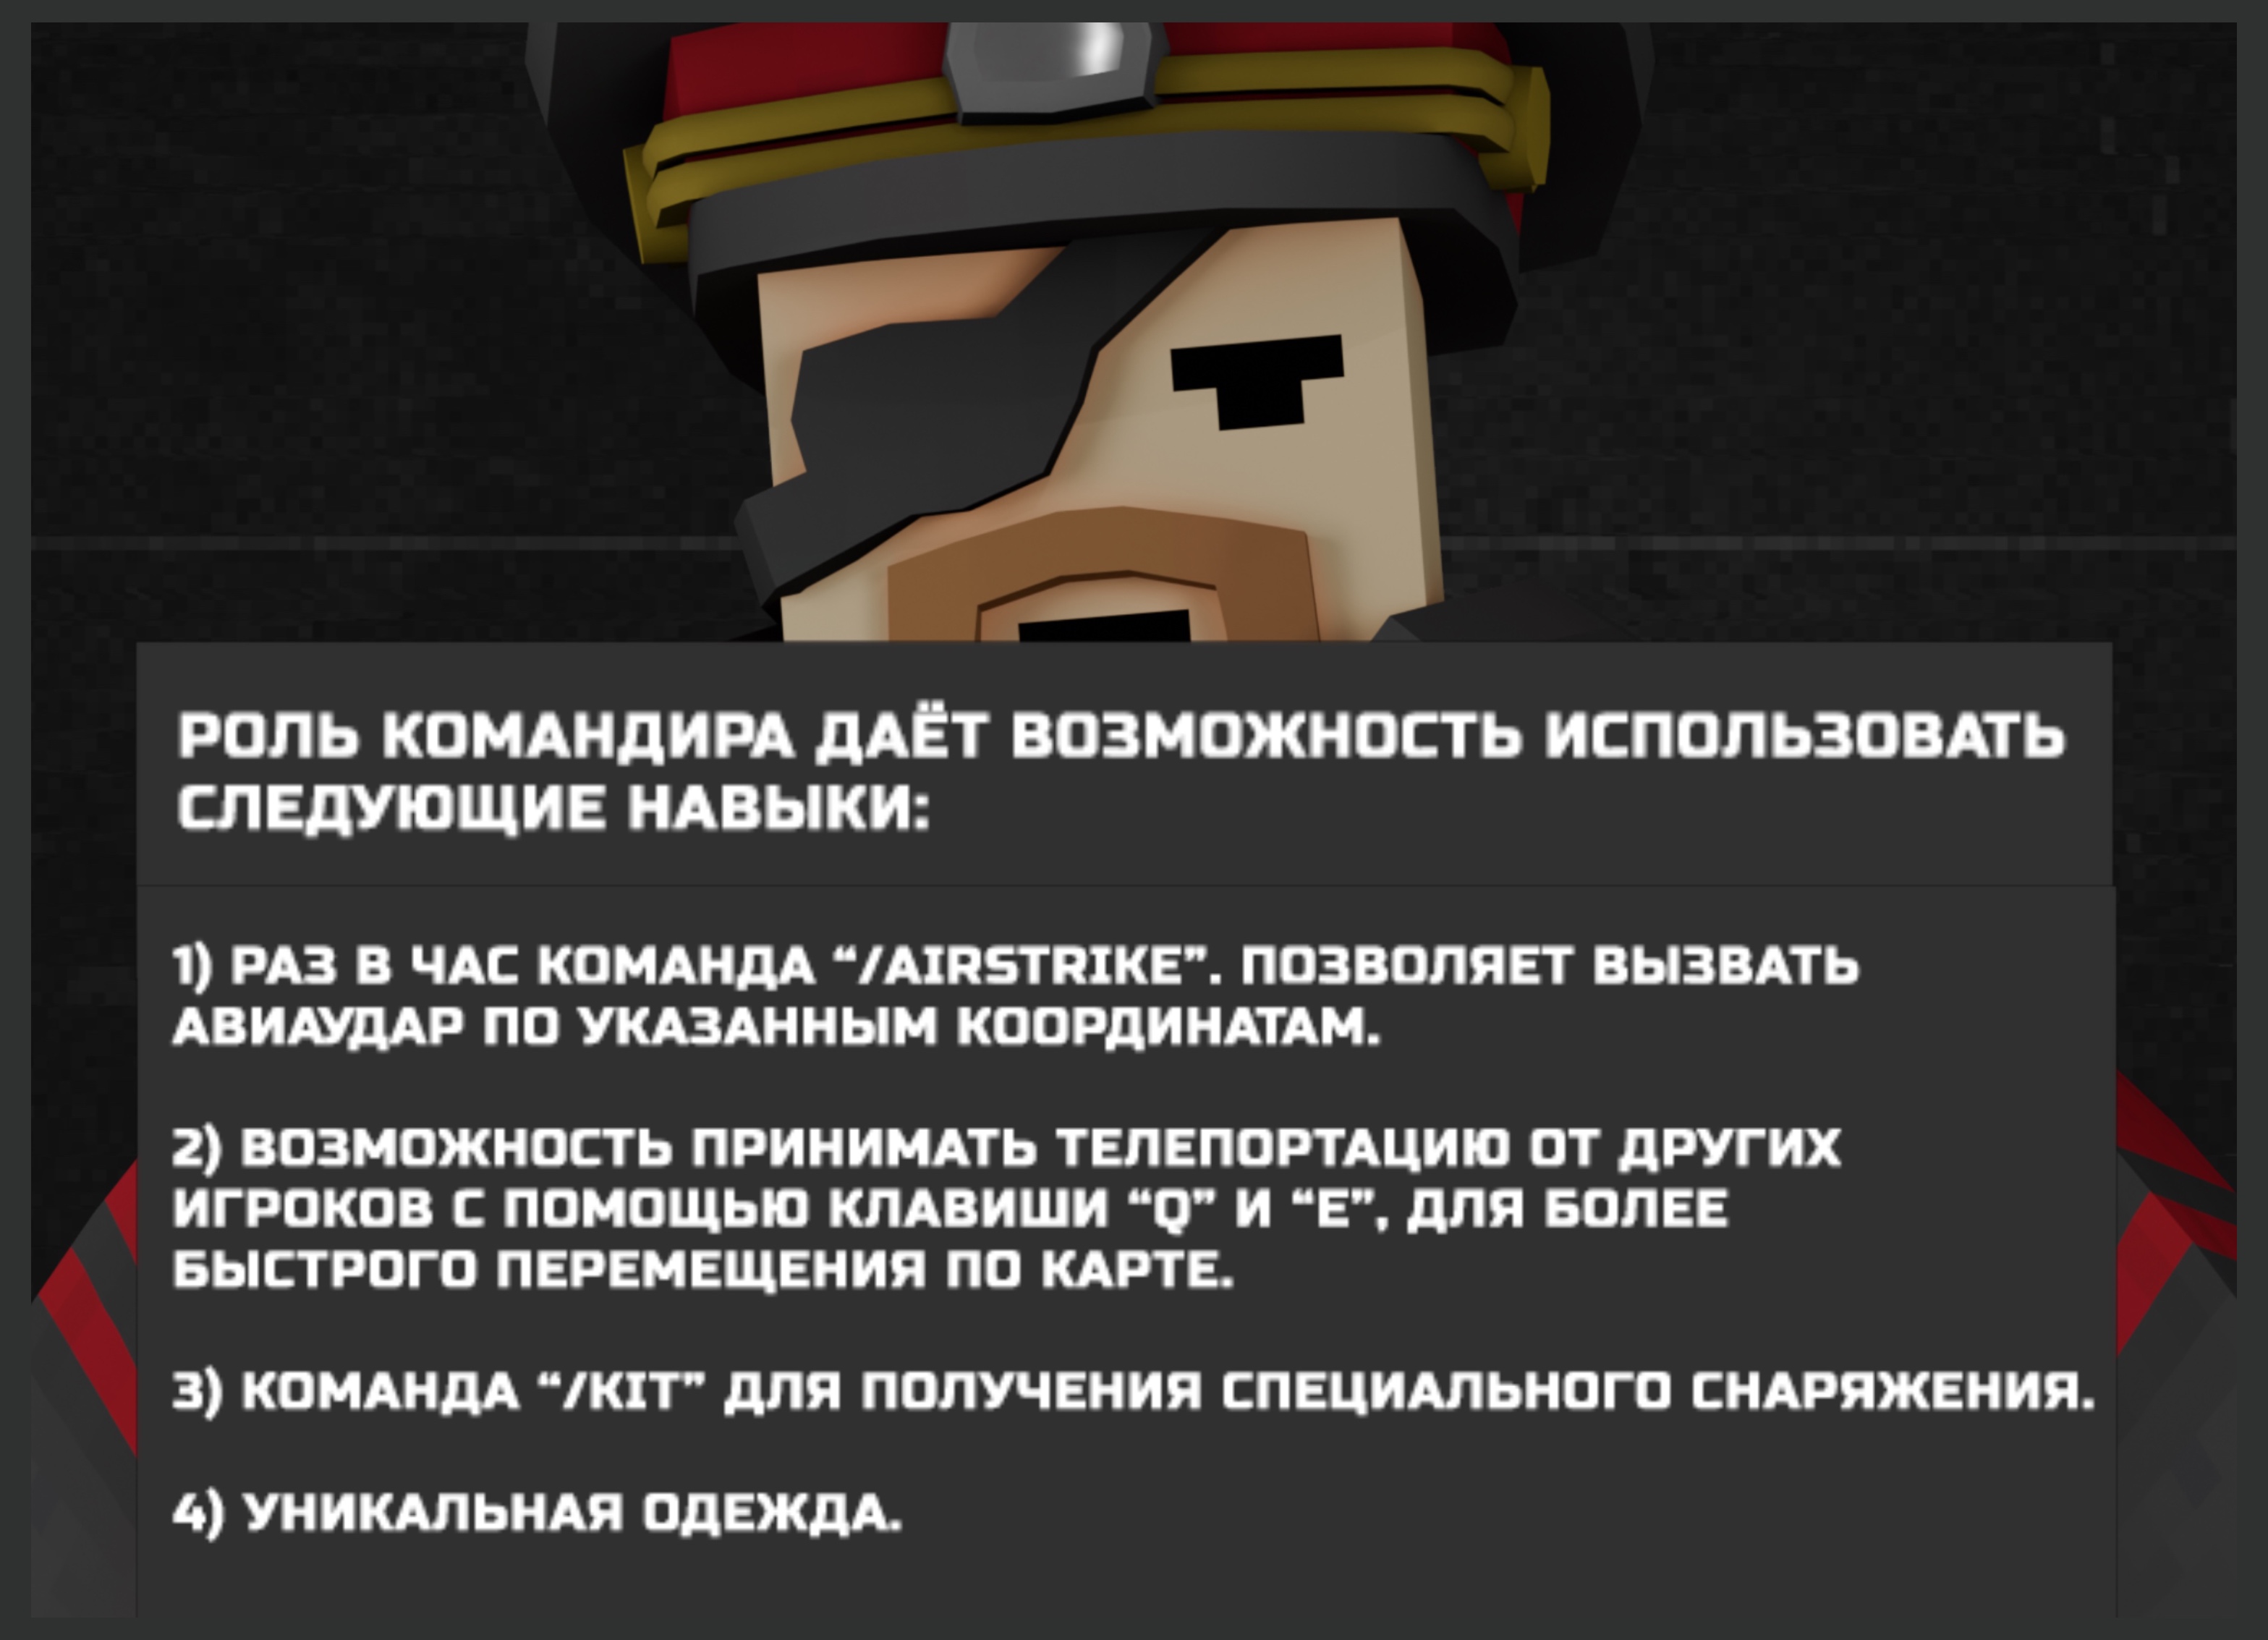 РОЛЬ КОМАНДИРА ДАЁТ ВОЗМОЖНОСТЬ ИСПОЛЬЗОВАТЬ
СЛЕДУЮЩИЕ НАВЫКИ:
1) РАЗ В ЧАС КОМАНДА “/AIRSTRIKE”. ПОЗВОЛЯЕТ ВЫЗВАТЬ
АВИАУДАР ПО УКАЗАННЫМ КООРДИНАТАМ.
2) ВОЗМОЖНОСТЬ ПРИНИМАТЬ ТЕЛЕПОРТАЦИЮ ОТ ДРУГИХ
ИГРОКОВ С ПОМОЩЬЮ КЛАВИШИ “Q” И “E”, ДЛЯ БОЛЕЕ
БЫСТРОГО ПЕРЕМЕЩЕНИЯ ПО КАРТЕ.
3) КОМАНДА “/KIT” ДЛЯ ПОЛУЧЕНИЯ СПЕЦИАЛЬНОГО СНАРЯЖЕНИЯ.
4) УНИКАЛЬНАЯ ОДЕЖДА.